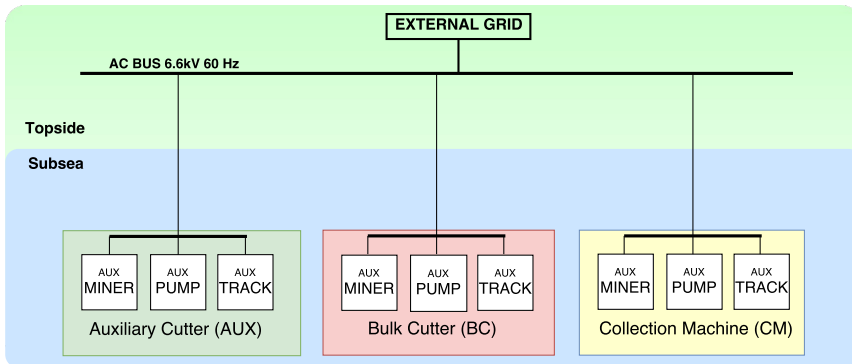 EXTERNAL GRID
AC BUS 6.6kV 60 Hz
Topside
Subsea
AUX
MINER
AUX
PUMP
AUX
TRACK
Auxiliary Cutter (AUX)
AUX
MINER
AUX
PUMP
AUX
TRACK
Bulk Cutter (BC)
AUX
MINER
AUX
PUMP
AUX
TRACK
Collection Machine (CM)